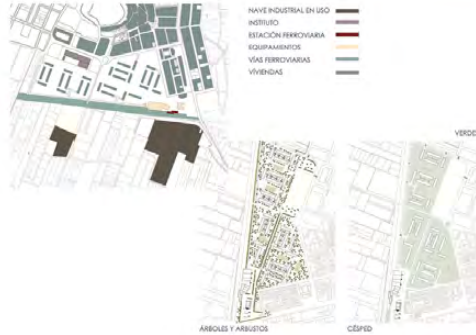 NAVE INDUSTRIAL EN USO
INSTITUTO
ESTACIÓN FERROVIARIA
EQUIPAMIENTOS
VÍAS FERROVIARIAS
VIVIENDAS
VERDE
ÁRBOLES Y ARBUSTOS
CÉSPED